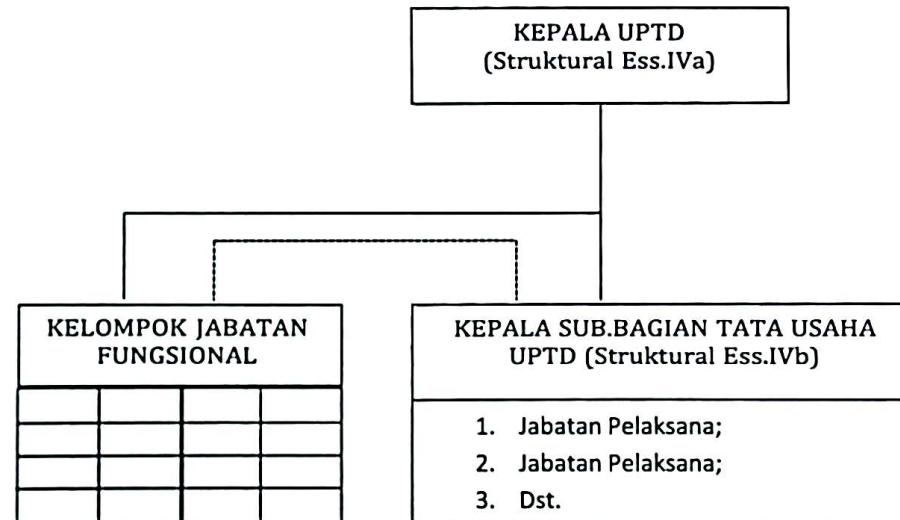 KEPALA UPTD
(Struktural Ess.IVa)
KELOMPOK JABATAN
FUNGSIONAL
KEPALA SUB.BAGIAN TATA USAHA
UPTD (Struktural Ess.IVb)
1. Jabatan Pelaksana;
2. Jabatan Pelaksana;
3. Dst.